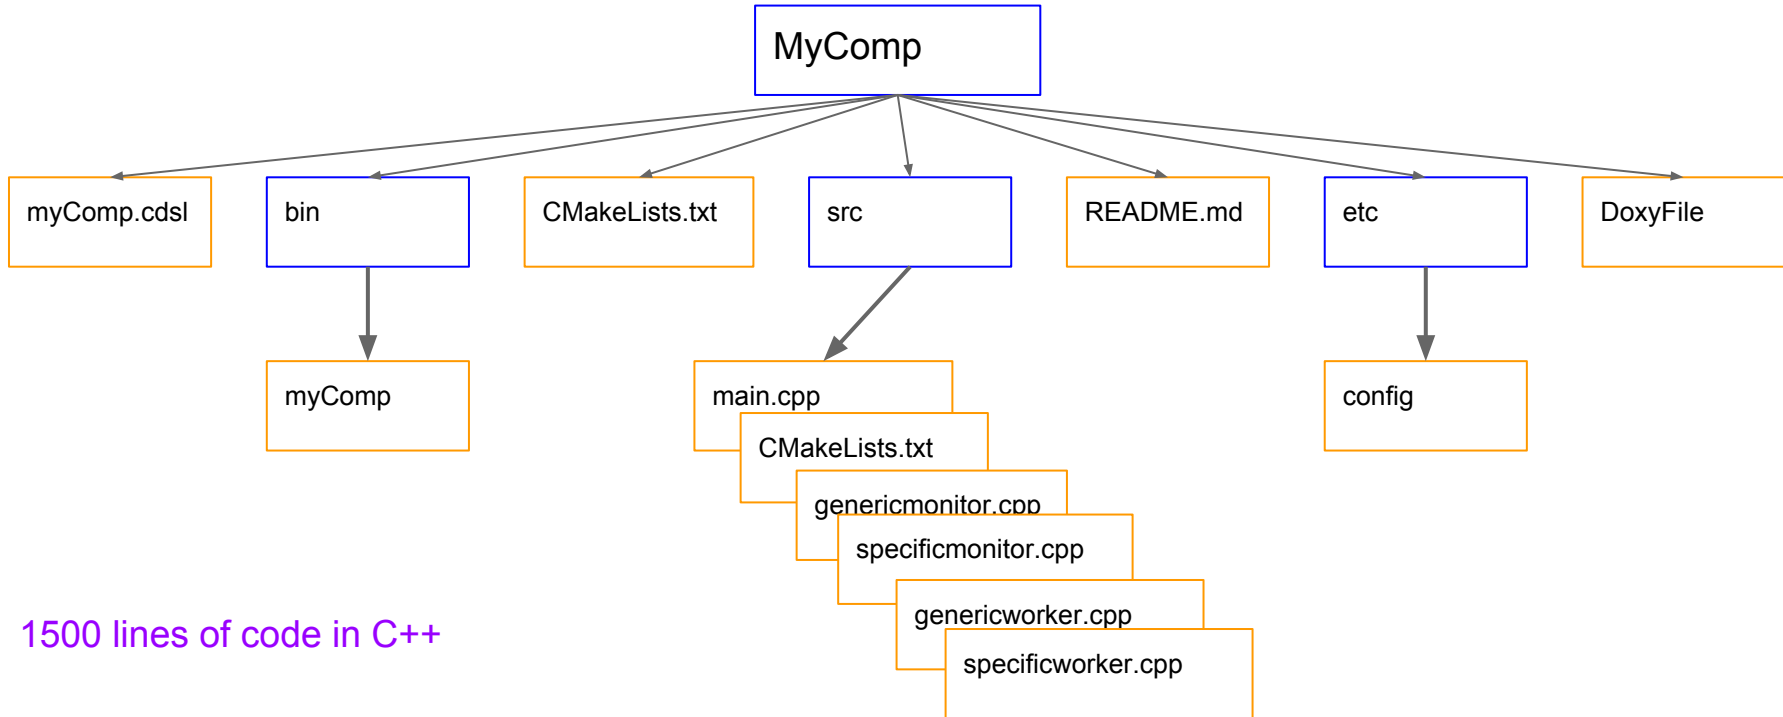 MyComp
myComp.cdsl
bin
CMakeLists.txt
src
README.md
etc
DoxyFile
myComp
main.cpp
config
CMakeLists.txt
genericmonitor.cpp
specificmonitor.cpp
genericworker.cpp
1500 lines of code in C++
specificworker.cpp